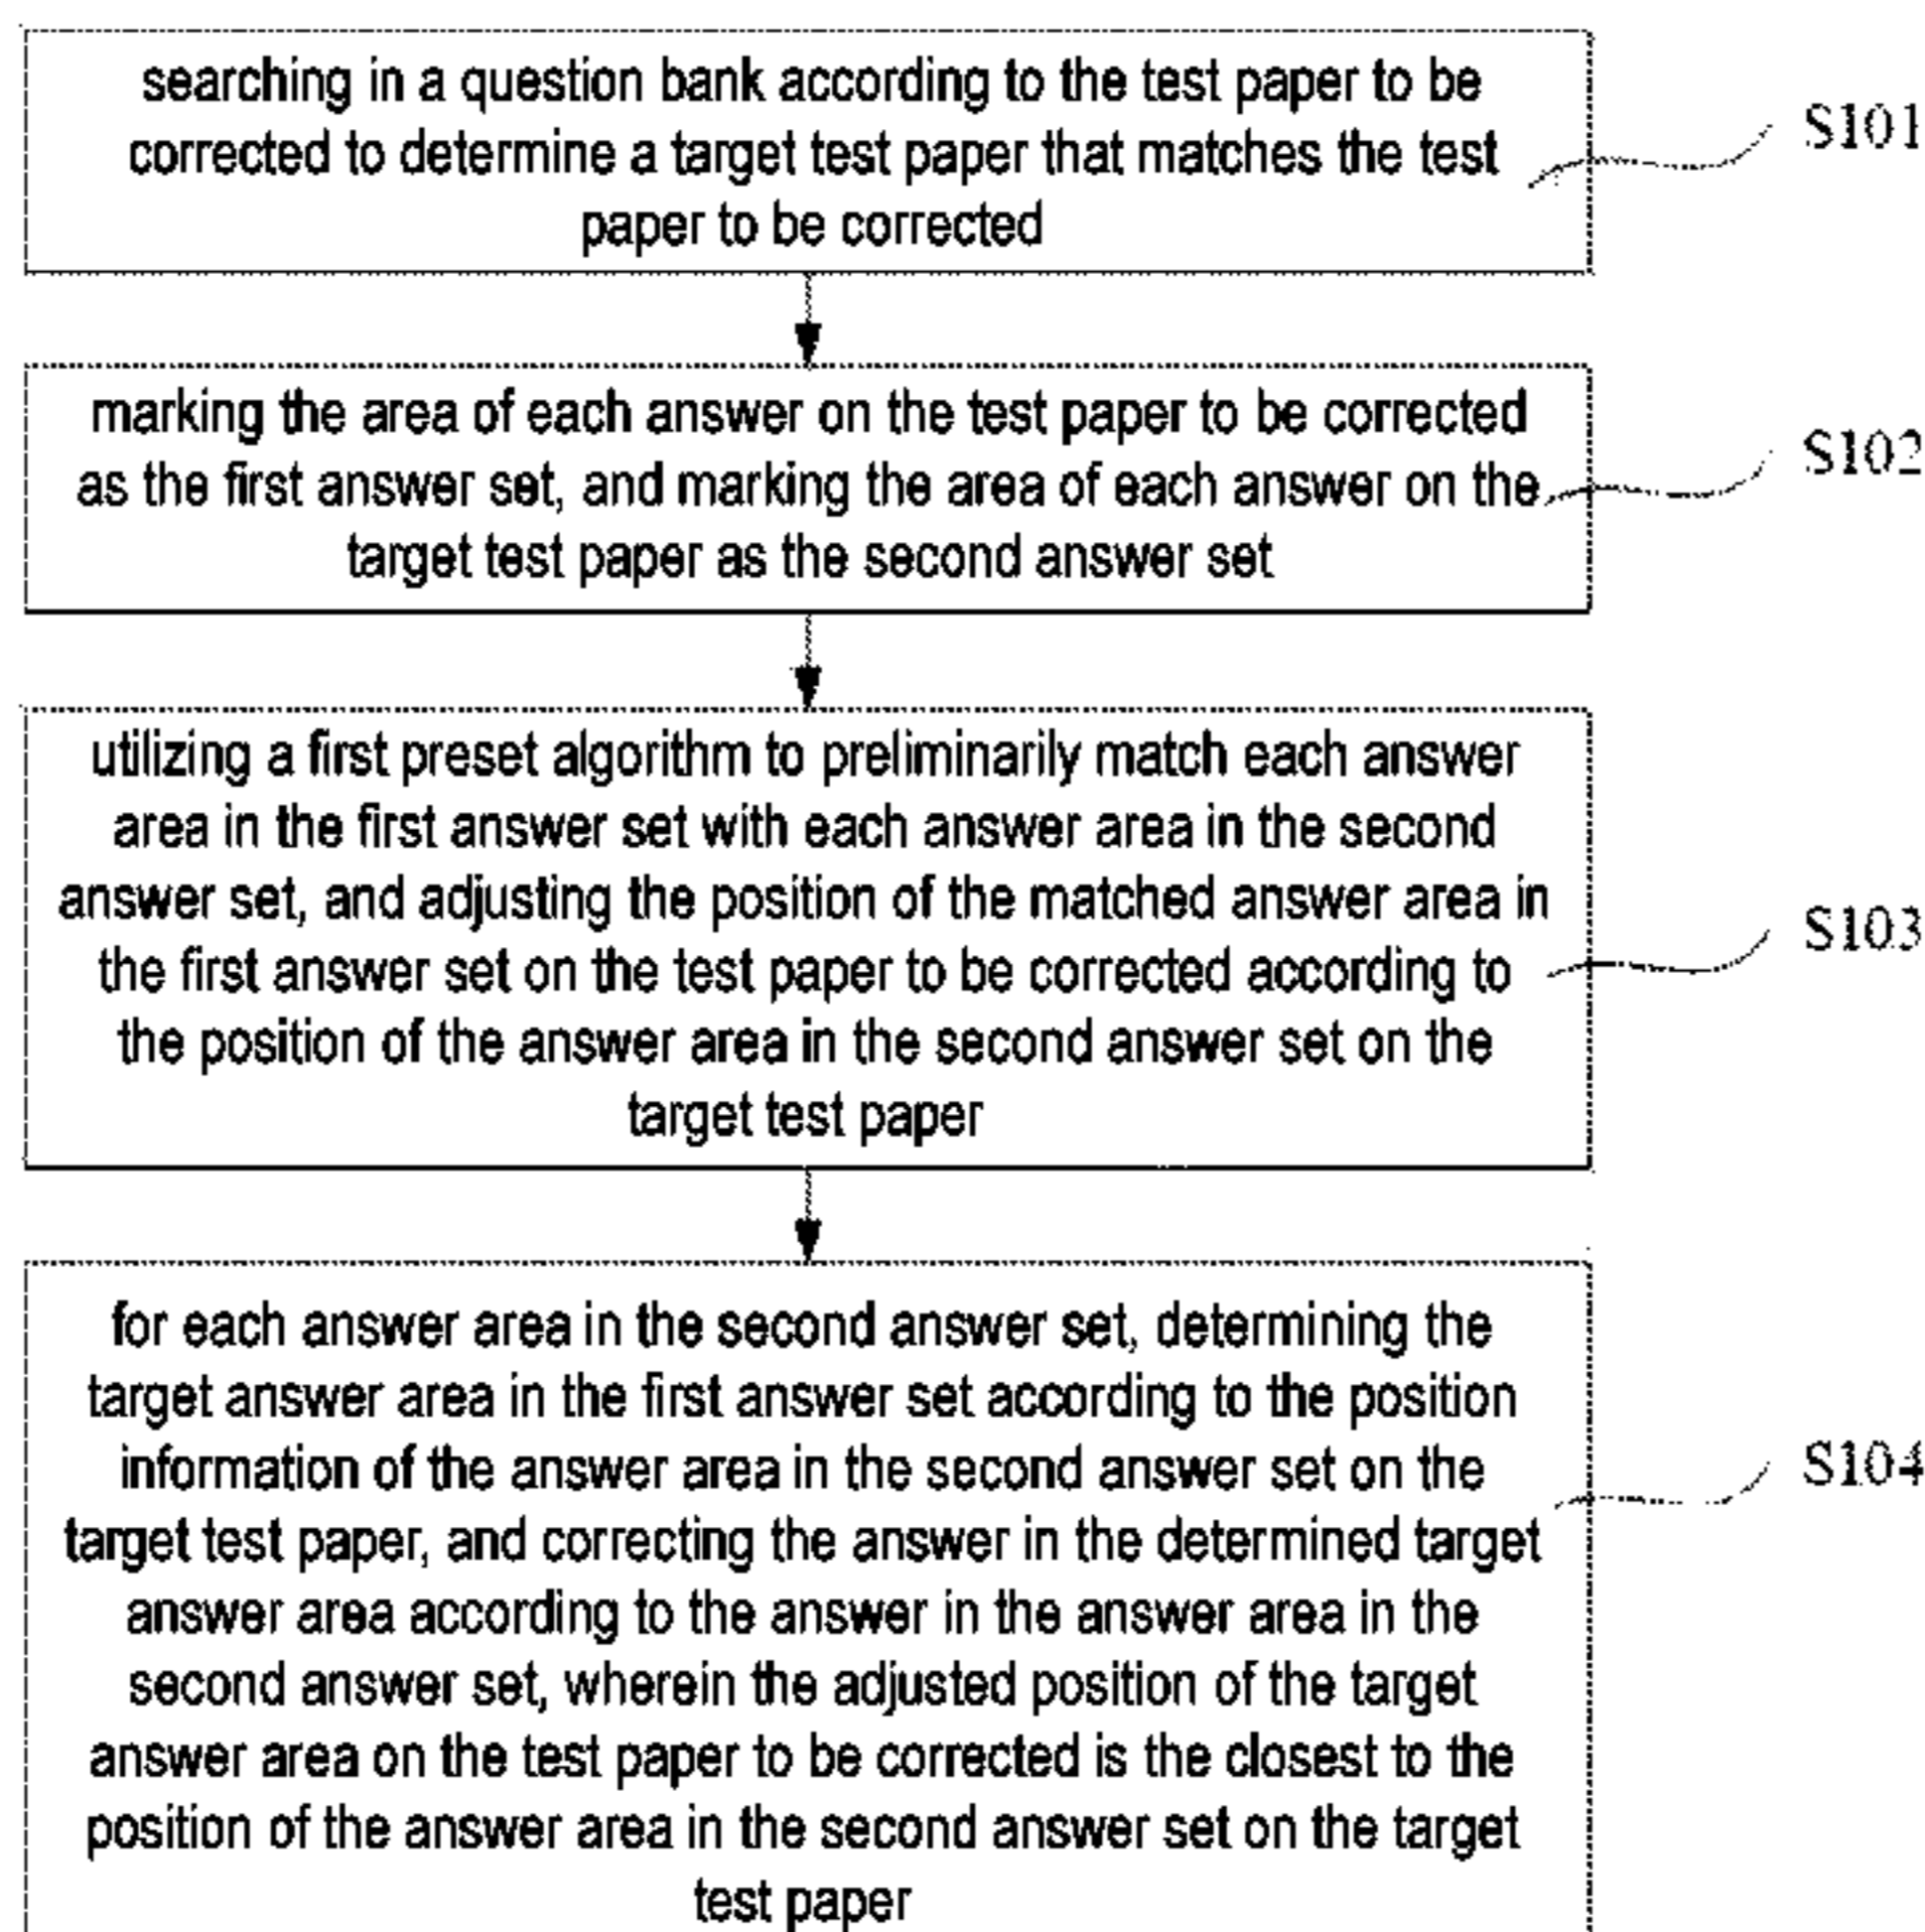 searching in a question bank according to the test paper to be
corrected to determine a target test paper that matches the test
paper to be corrected
S101
marking the area of each answer on the test paper to be corrected
as the first answer set, and marking the area of each answer on the
target test paper as the second answer set
S102
utilizing a first preset algorithm to preliminarily match each answer
area in the first answer set with each answer area in the second
answer set, and adjusting the position of the matched answer area in
the first answer set on the test paper to be corrected according to
the position of the answer area in the second answer set on the
target test paper
S103
for each answer area in the second answer set, determining the
target answer area in the first answer set according to the position
information of the answer area in the second answer set on the
target test paper, and correcting the answer in the determined target
answer area according to the answer in the answer area in the
second answer set, wherein the adjusted position of the target
answer area on the test paper to be corrected is the closest to the
position of the answer area in the second answer set on the target
test paper
S104